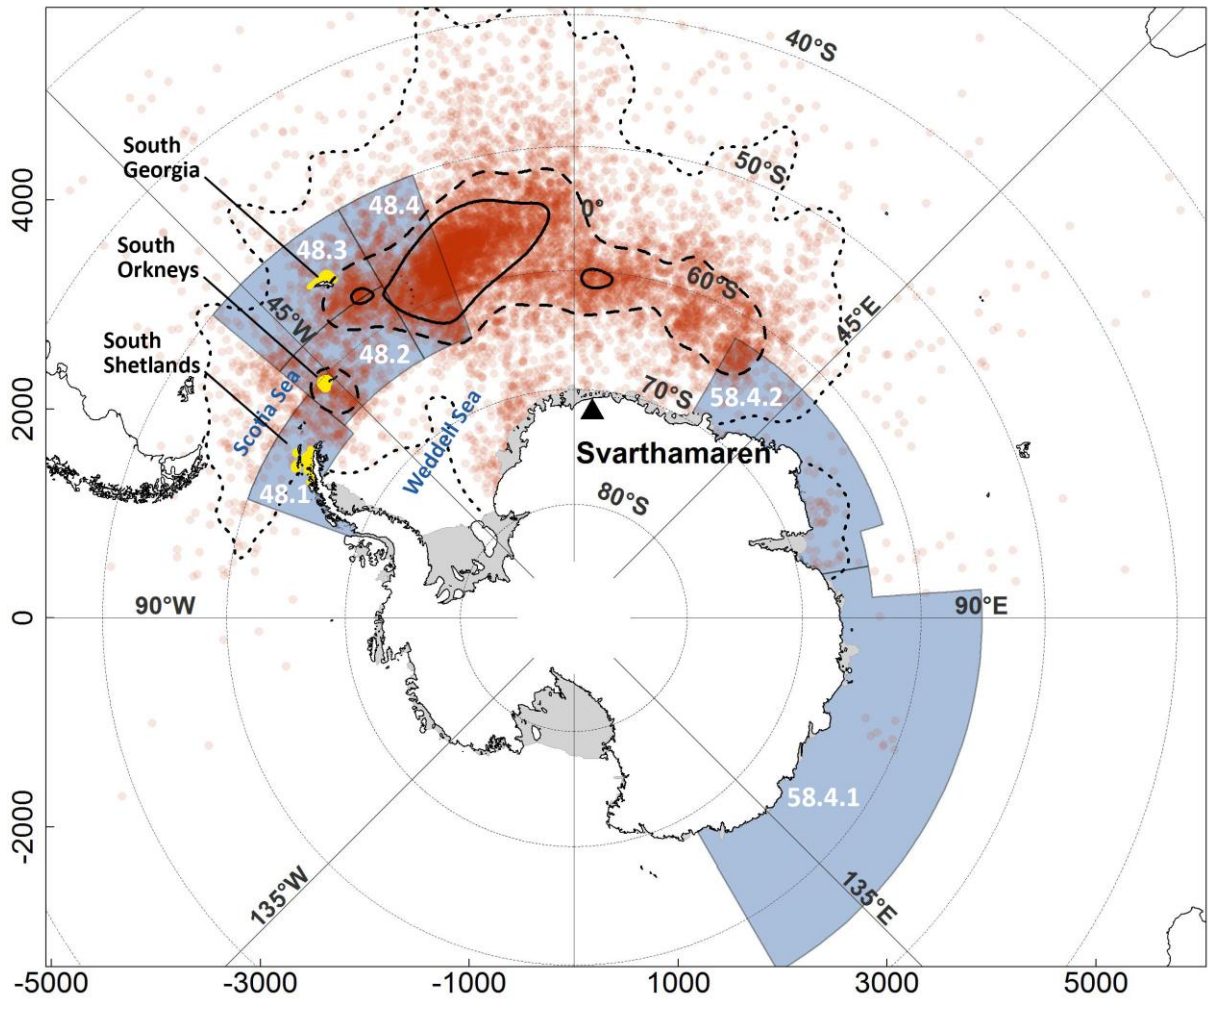 40°S
South
Georgia
50°S
4000
48.4
0°
48.3
South
Orkneys
60°S
45°W
45°E
South
Shetlands
48.2
70°S
58.4.2
2000
Scotia Sea
Weddell Sea
Svarthamaren
48.1
80°S
0
90°W
90°E
58.4.1
-2000
135°W
135°E
-5000
-3000
-1000
1000
3000
5000